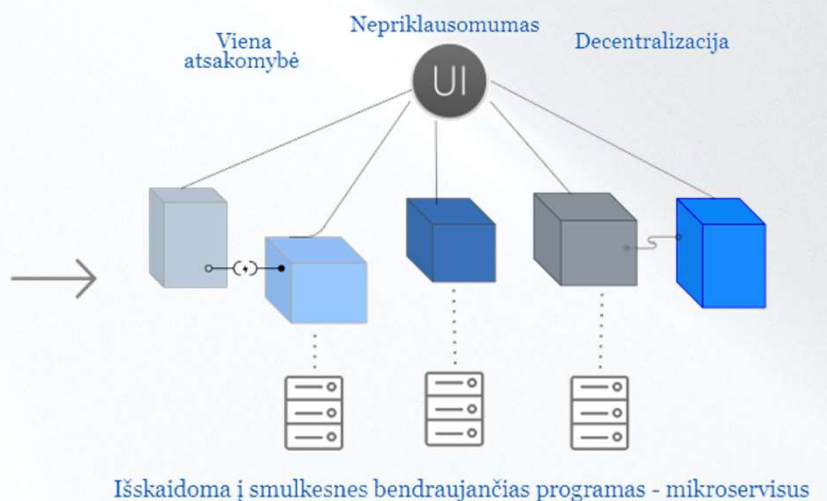 Viena
atsakomybė
Nepriklausomumas
Decentralizacija
UI
Išskaidoma į smulkesnes bendraujančias programas - mikroservisus